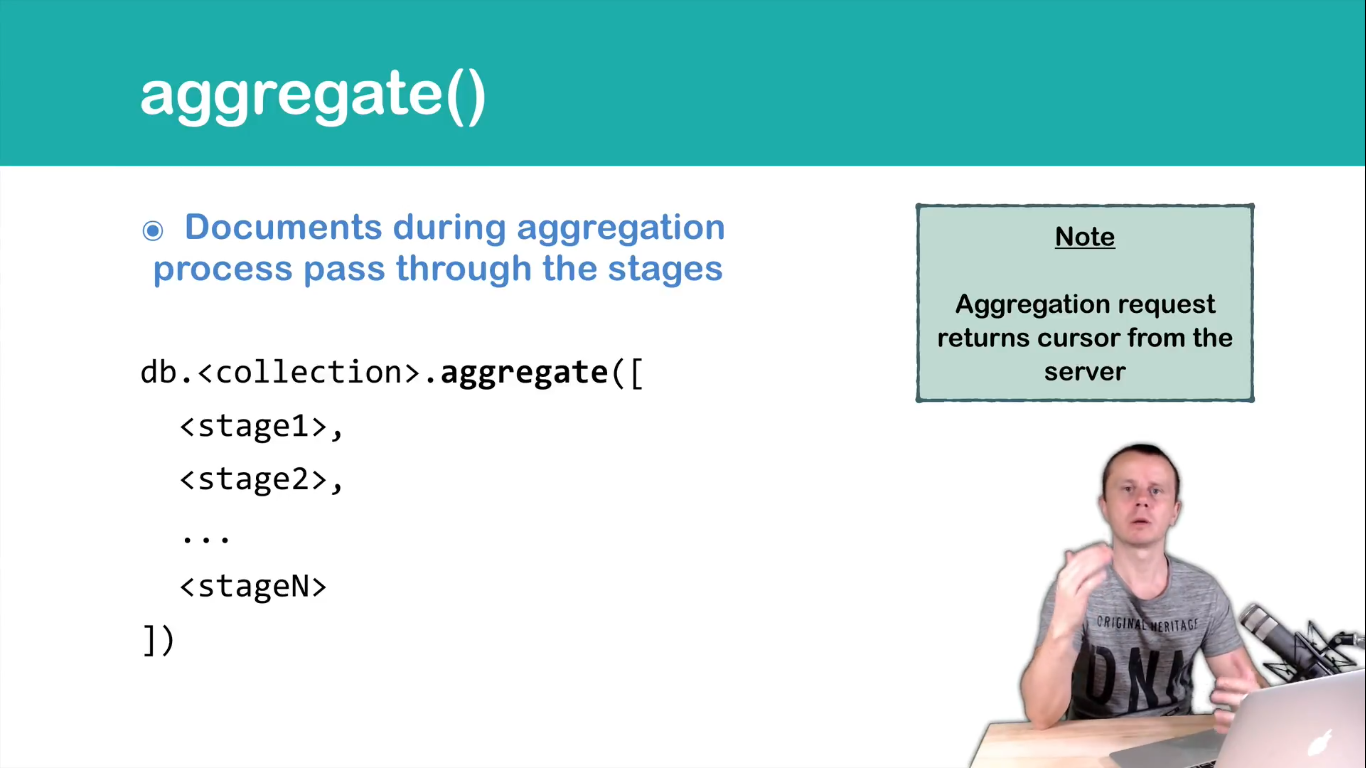 aggregate()
Documents during aggregation
process pass through the stages
db.<collection>.aggregate([
<stage1>,
<stage2>,
...
<stageN>
])
Note
Aggregation request
returns cursor from the
server
ORIGINAL HERITAGE
DNA